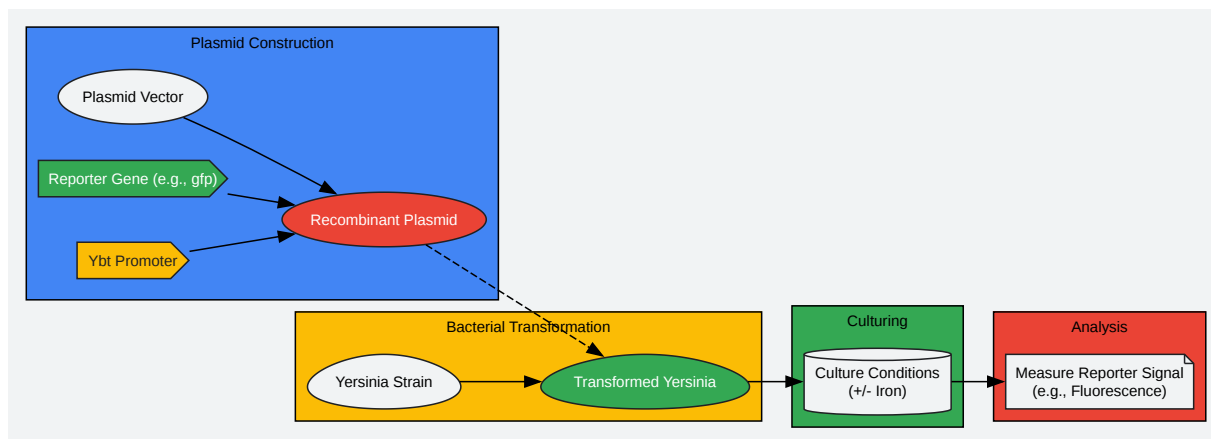 Plasmid Construction
Plasmid Vector
Reporter Gene (e.g., gfp)
Recombinant Plasmid
Ybt Promoter
Bacterial Transformation
Yersinia Strain
Transformed Yersinia
Culturing
Culture Conditions
(+/- Iron)
Analysis
Measure Reporter Signal
(e.g., Fluorescence)